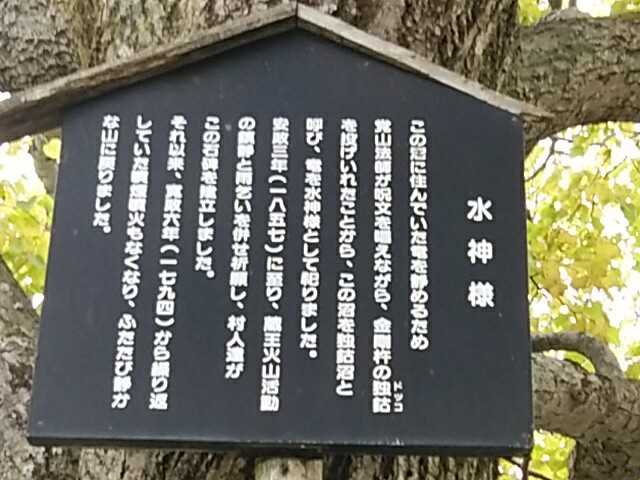 水神様
この沼に住んでいた竜を静めるため
覚山法師が呪文を唱えながら、金剛杵の独鈷
ドッコ
を投げいれたことから、この沼を独鈷沼と
呼び、竜を水神様として祀りました。
安政三年(一八五七)に至り、蔵王火山活動
の鎮静と雨乞いを併せ祈願し、村人達が
この石碑を建立しました。
それ以来、寛政六年(一七九四)から繰り返
していた鎮燈噴火もなくなり、ふたたび静か
な山に戻りました。